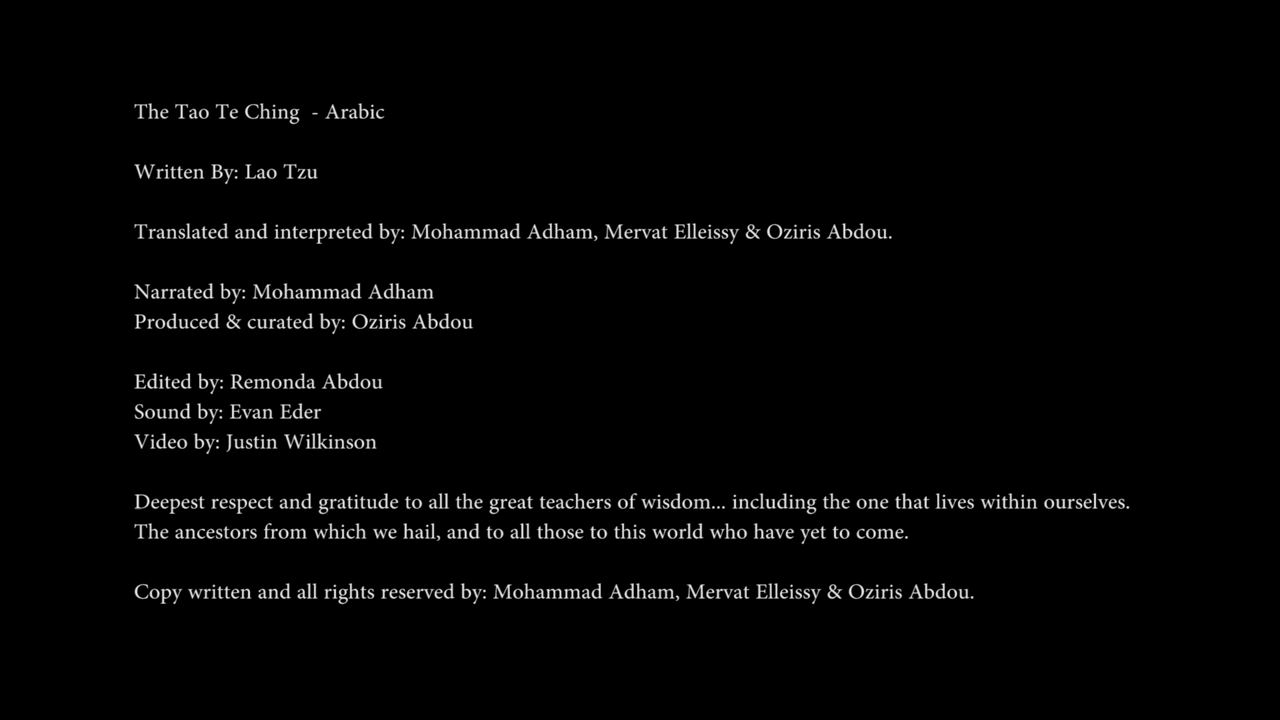 The Tao Te Ching  - Arabic
Written By: Lao Tzu
Translated and interpreted by: Mohammad Adham, Mervat Elleissy & Oziris Abdou.
Narrated by: Mohammad Adham
Produced & curated by: Oziris Abdou
Edited by: Remonda Abdou
Sound by: Evan Eder
Video by: Justin Wilkinson
Deepest respect and gratitude to all the great teachers of wisdom... including the one that lives within ourselves.
The ancestors from which we hail, and to all those to this world who have yet to come.
Copy written and all rights reserved by: Mohammad Adham, Mervat Elleissy & Oziris Abdou.